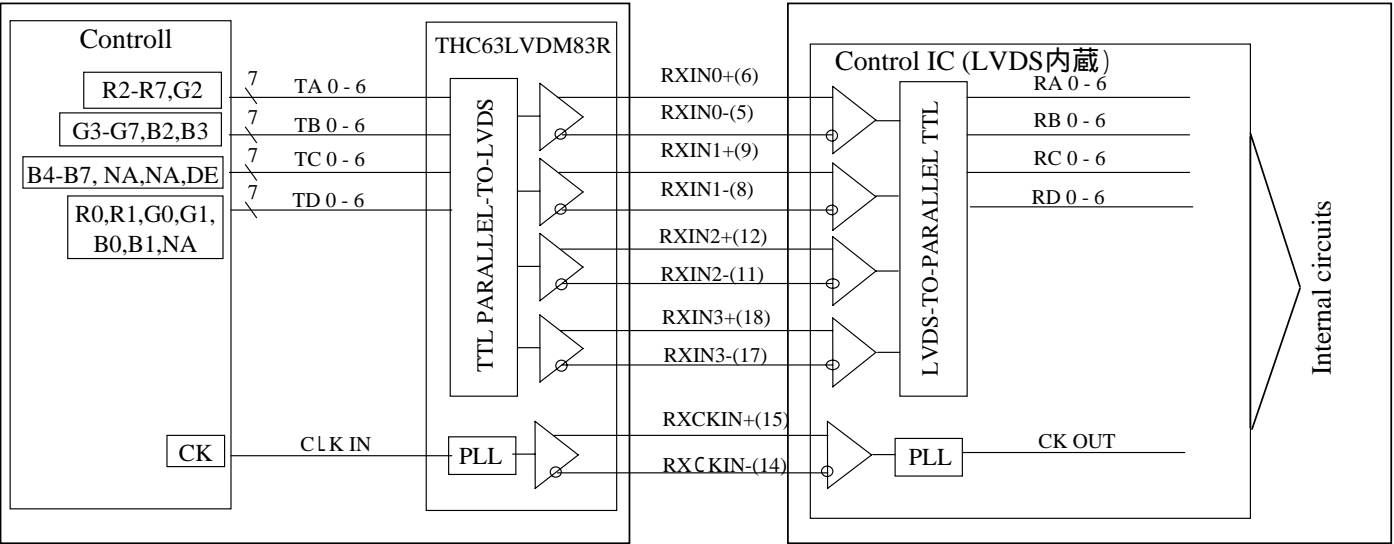 Controll
R2-R7,G2
G3-G7,B2,B3
B4-B7, NA,NA,DE
R0,R1,G0,G1,
B0,B1,NA
CK
7
TA 0 - 6
7
TB 0 - 6
7
TC 0 - 6
7
TD 0 - 6
CLK IN
THC63LVDM83R
TTL PARALLEL-TO-LVDS
PLL
RXIN0+(6)
RXIN0-(5)
RXIN1+(9)
RXIN1-(8)
RXIN2+(12)
RXIN2-(11)
RXIN3+(18)
RXIN3-(17)
RXCKIN+(15)
RXCKIN-(14)
Control IC (LVDS内蔵)
LVDS-TO-PARALLEL TTL
PLL
RA 0 - 6
RB 0 - 6
RC 0 - 6
RD 0 - 6
CK OUT
Internal circuits